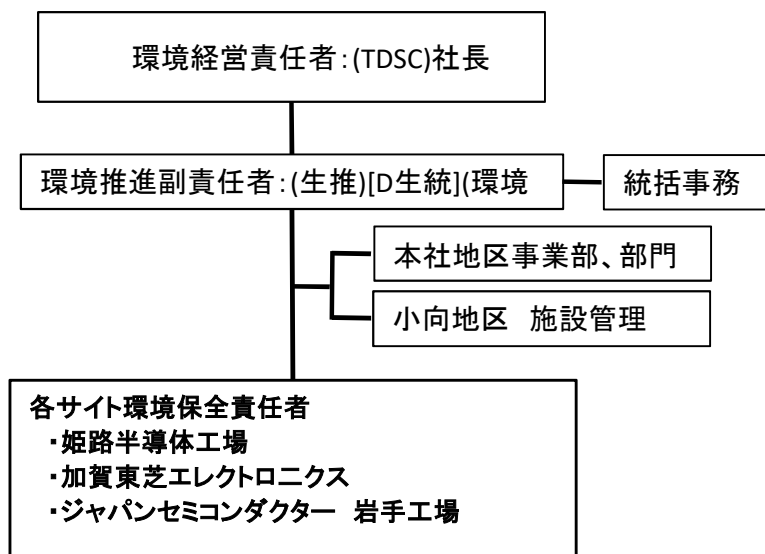 環境経営責任者:(TDSC)社長
環境推進副責任者:(生推)[D生統](環境
統括事務
本社地区事業部、部門
小向地区 施設管理
各サイト環境保全責任者
・姫路半導体工場
・加賀東芝エレクトロニクス
・ジャパンセミコンダクター 岩手工場